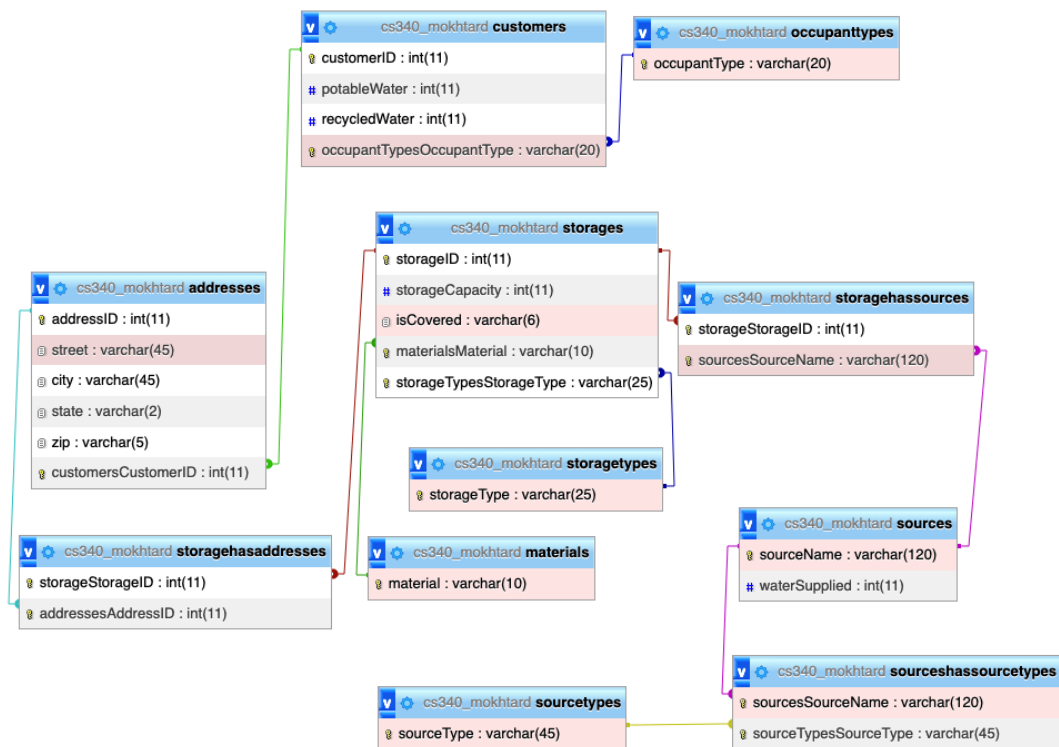 cs340_mokhtard customers
customerID : int(11)
potableWater : int(11)
recycledWater : int(11)
occupantTypesOccupantType : varchar(20)
cs340_mokhtard occupanttypes
occupantType : varchar(20)
cs340_mokhtard storages
storageID : int(11)
storageCapacity : int(11)
isCovered : varchar(6)
materialsMaterial : varchar(10)
storageTypesStorageType : varchar(25)
cs340_mokhtard addresses
addressID : int(11)
street : varchar(45)
city : varchar(45)
state : varchar(2)
zip : varchar(5)
customersCustomerID : int(11)
cs340_mokhtard storagehassources
storageStorageID : int(11)
sourcesSourceName : varchar(120)
cs340_mokhtard storagetypes
storageType : varchar(25)
cs340_mokhtard sources
sourceName : varchar(120)
waterSupplied : int(11)
cs340_mokhtard storagehasaddresses
storageStorageID : int(11)
addressesAddressID : int(11)
cs340_mokhtard materials
material : varchar(10)
cs340_mokhtard sourceshassourcetypes
sourcesSourceName : varchar(120)
sourceTypesSourceType : varchar(45)
cs340_mokhtard sourcetypes
sourceType : varchar(45)